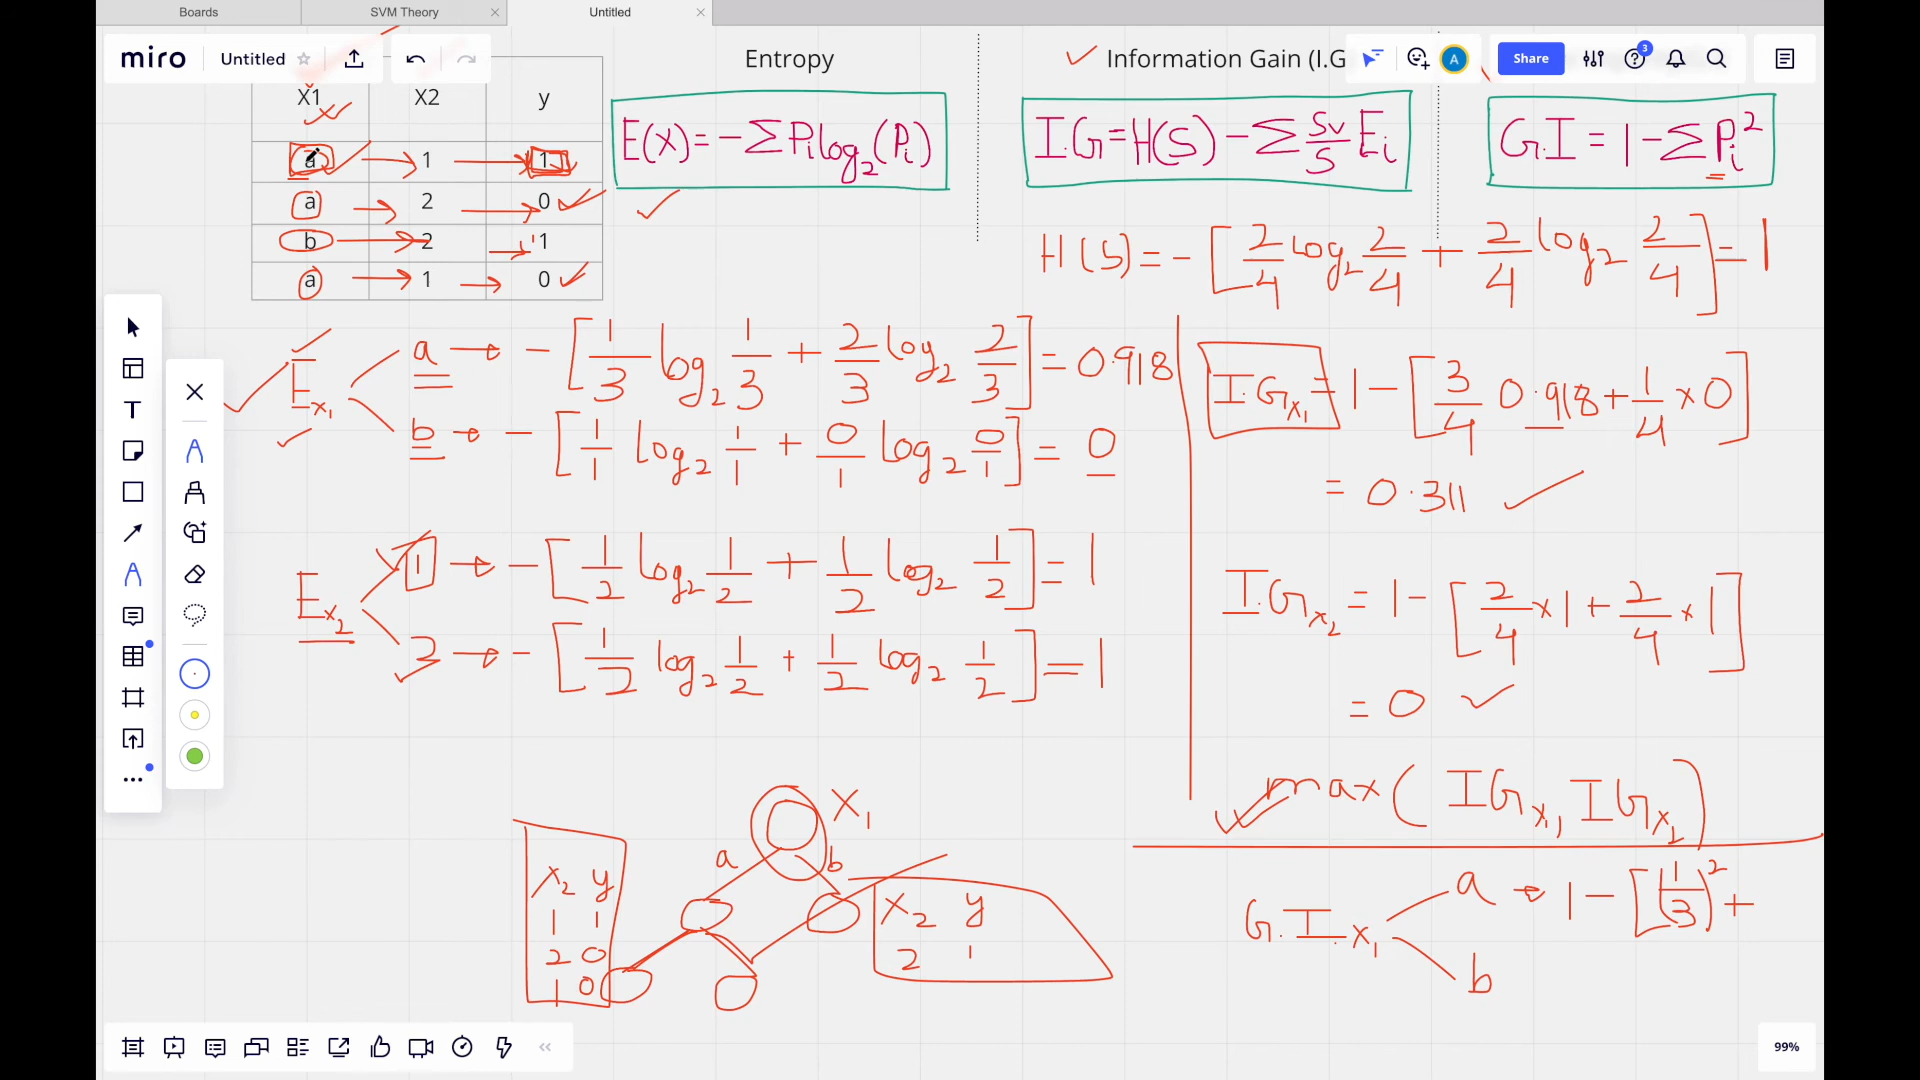 Boards
SVM Theory
Untitled
miro
Untitled
Share
3
A
Entropy
Information Gain (I.G
X1 X2 y
a 1 1
a 2 0
b 2 1
a 1 0
E(x) = -∑Pi log₂(Pi)
I.G = H(S) - ∑ Sv/S Ei
G.I = 1 - ∑ Pi²
H(S) = - [2/4 log₂ 2/4 + 2/4 log₂ 2/4] = 1
Ex₁
a → - [1/3 log₂ 1/3 + 2/3 log₂ 2/3] = 0.918
b → - [1/1 log₂ 1/1 + 0/1 log₂ 0/1] = 0
I.Gx₁ = 1 - [3/4 0.918 + 1/4 × 0]
= 0.311
Ex₂
1 → - [1/2 log₂ 1/2 + 1/2 log₂ 1/2] = 1
2 → - [1/2 log₂ 1/2 + 1/2 log₂ 1/2] = 1
I.Gx₂ = 1 - [2/4 × 1 + 2/4 × 1]
= 0
max (IGx₁, IGx₂)
X₁
a b
X₂ y
1 1
2 0
1 0
X₂ y
2 1
G.I.x₁
a → 1 - [(1/3)² +
b
99%